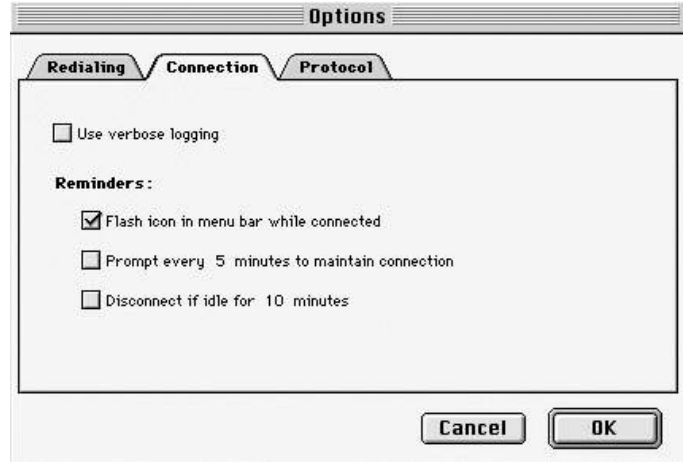 Options
Redialing Connection Protocol
Use verbose logging
Reminders:
Flash icon in menu bar while connected
Prompt every 5 minutes to maintain connection
Disconnect if idle for 10 minutes
Cancel OK